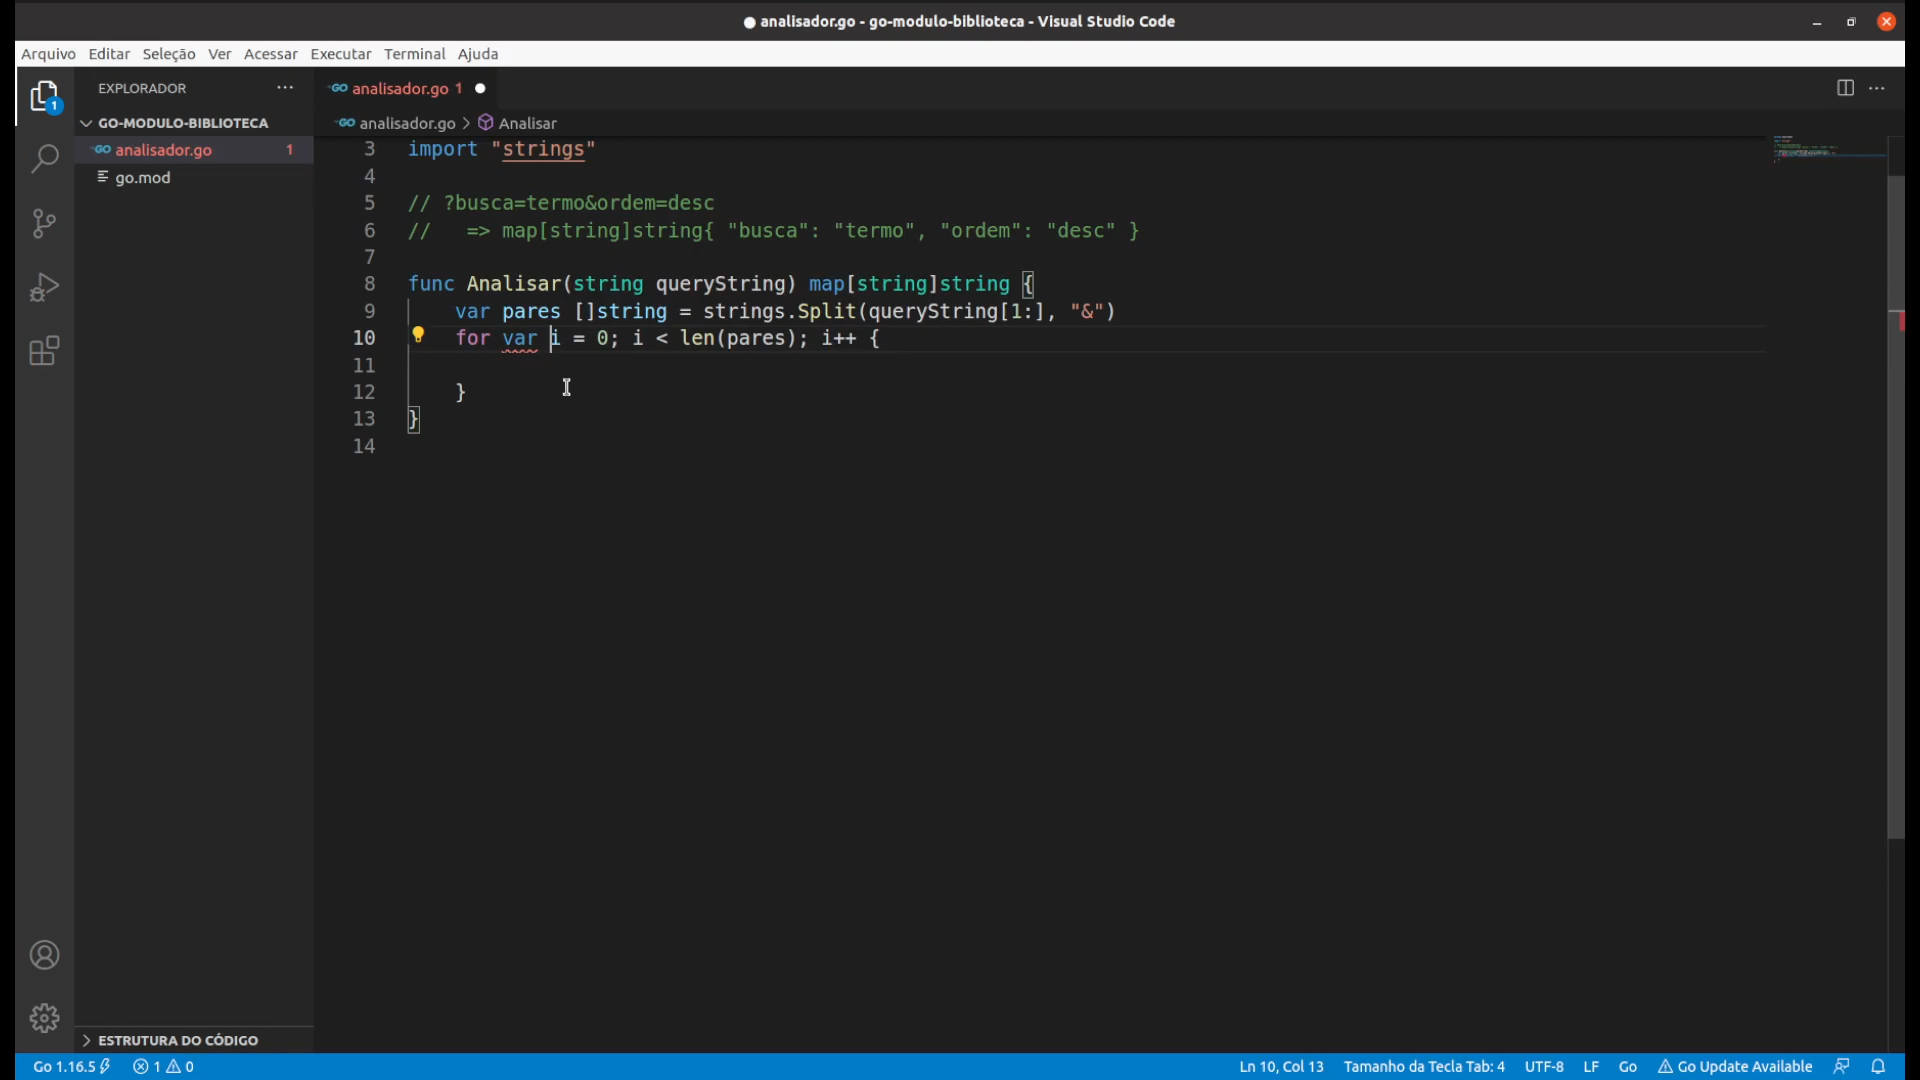 analisador.go - go-modulo-biblioteca - Visual Studio Code
Arquivo Editar Seleção Ver Acessar Executar Terminal Ajuda
EXPLORADOR
GO-MODULO-BIBLIOTECA
GO analisador.go 1
go.mod
ESTRUTURA DO CÓDIGO
1
GO analisador.go 1
GO analisador.go > Analisar
3 import "strings"
4
5 // ?busca=termo&ordem=desc
6 //   => map[string]string{ "busca": "termo", "ordem": "desc" }
7
8 func Analisar(string queryString) map[string]string {
9     var pares []string = strings.Split(queryString[1:], "&")
10     for var i = 0; i < len(pares); i++ {
11
12     }
13 }
14
Go 1.16.5 1 0 Ln 10, Col 13 Tamanho da Tecla Tab: 4 UTF-8 LF Go Go Update Available